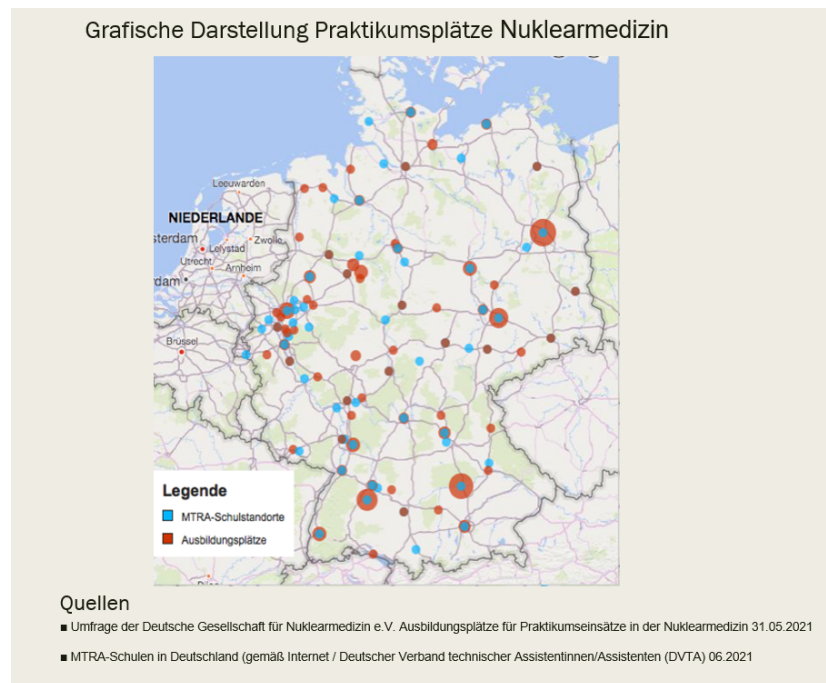 Grafische Darstellung Praktikumsplätze Nuklearmedizin
Leeuwarden
NIEDERLANDE
sterdam
Zwolle
Lelystad
Utrecht
Arnheim
rdam
Brüssel
Legende
MTRA-Schulstandorte
Ausbildungsplätze
Quellen
■ Umfrage der Deutsche Gesellschaft für Nuklearmedizin e.V. Ausbildungsplätze für Praktikumseinsätze in der Nuklearmedizin 31.05.2021
■ MTRA-Schulen in Deutschland (gemäß Internet / Deutscher Verband technischer Assistentinnen/Assistenten (DVTA) 06.2021